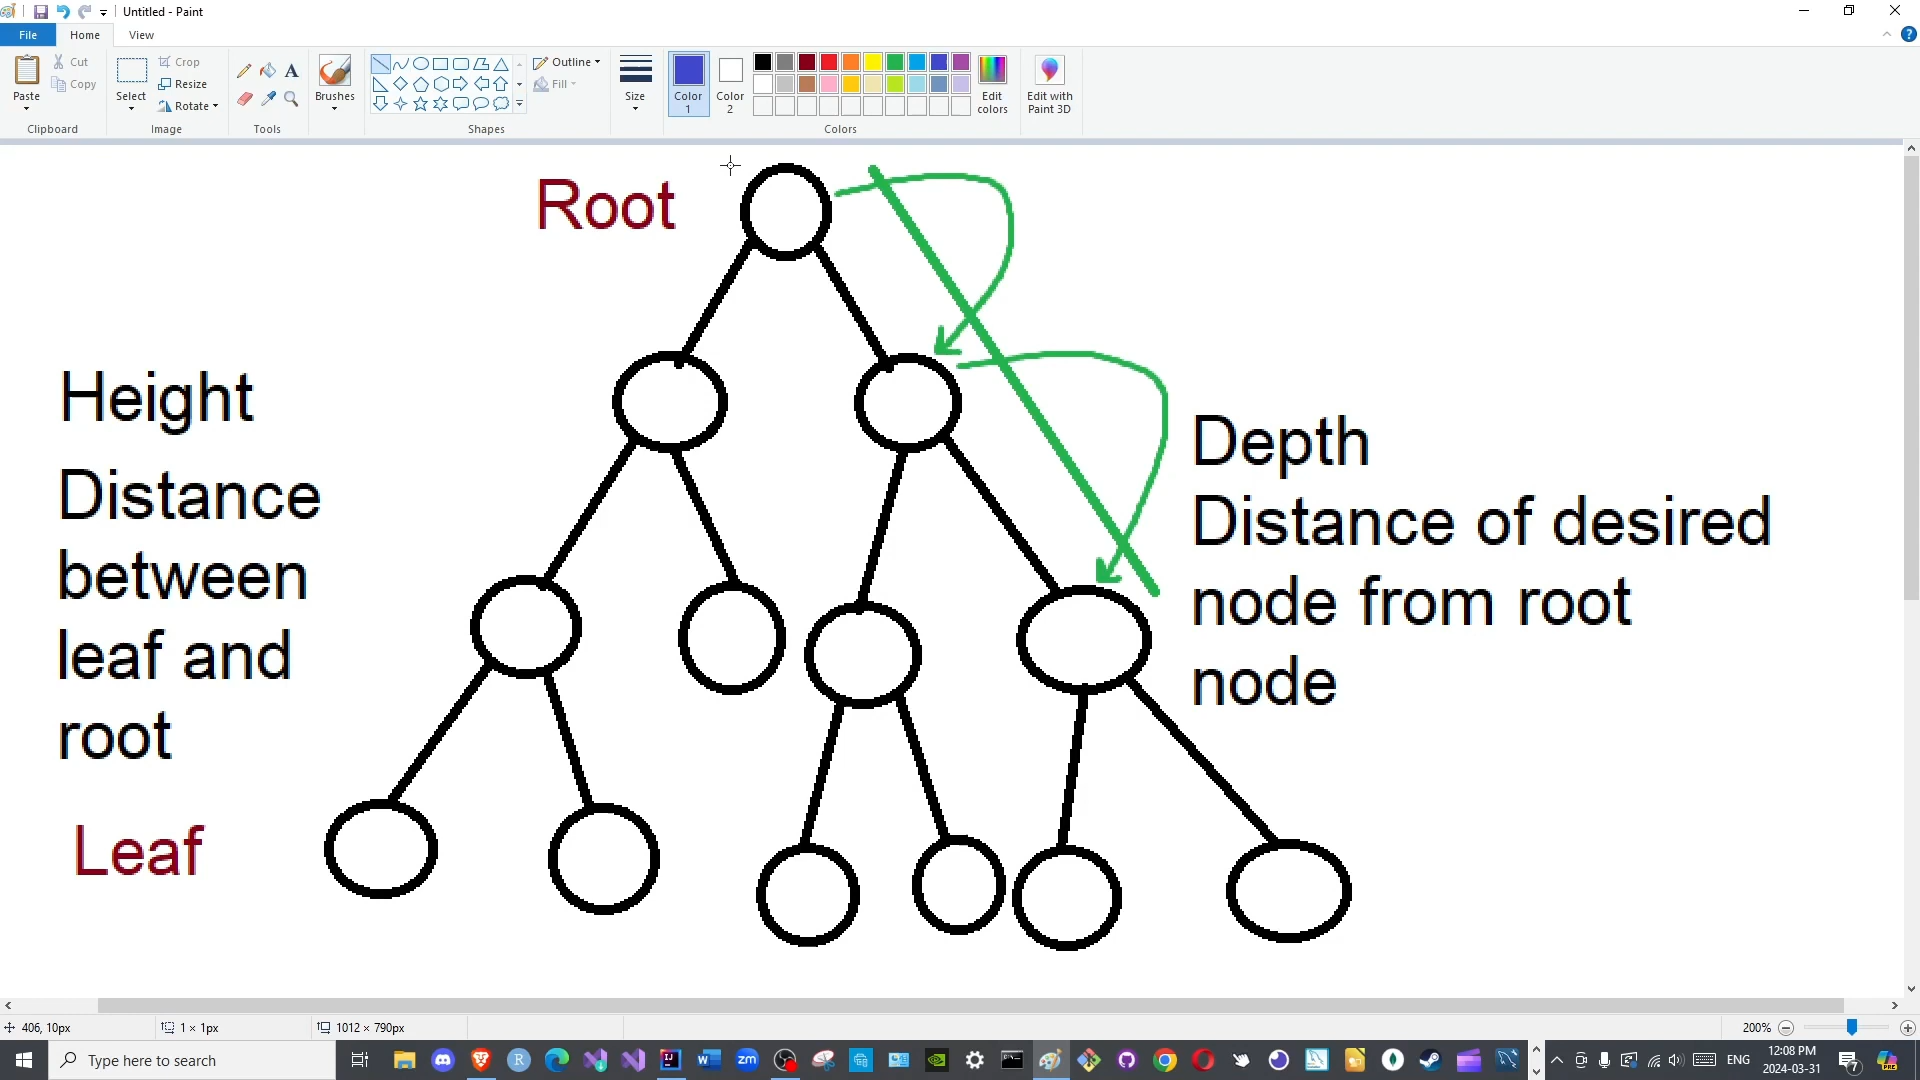 Untitled - Paint
File Home View
Paste
Cut
Copy
Clipboard
Select
Crop
Resize
Rotate
Image
Tools
Brushes
Outline
Fill
Shapes
Size
Color 1
Color 2
Edit colors
Colors
Edit with Paint 3D
Root
Height
Distance
between
leaf and
root
Depth
Distance of desired
node from root
node
Leaf
406, 10px
1 × 1px
1012 × 790px
200%
Type here to search
ENG
12:08 PM
2024-03-31
7